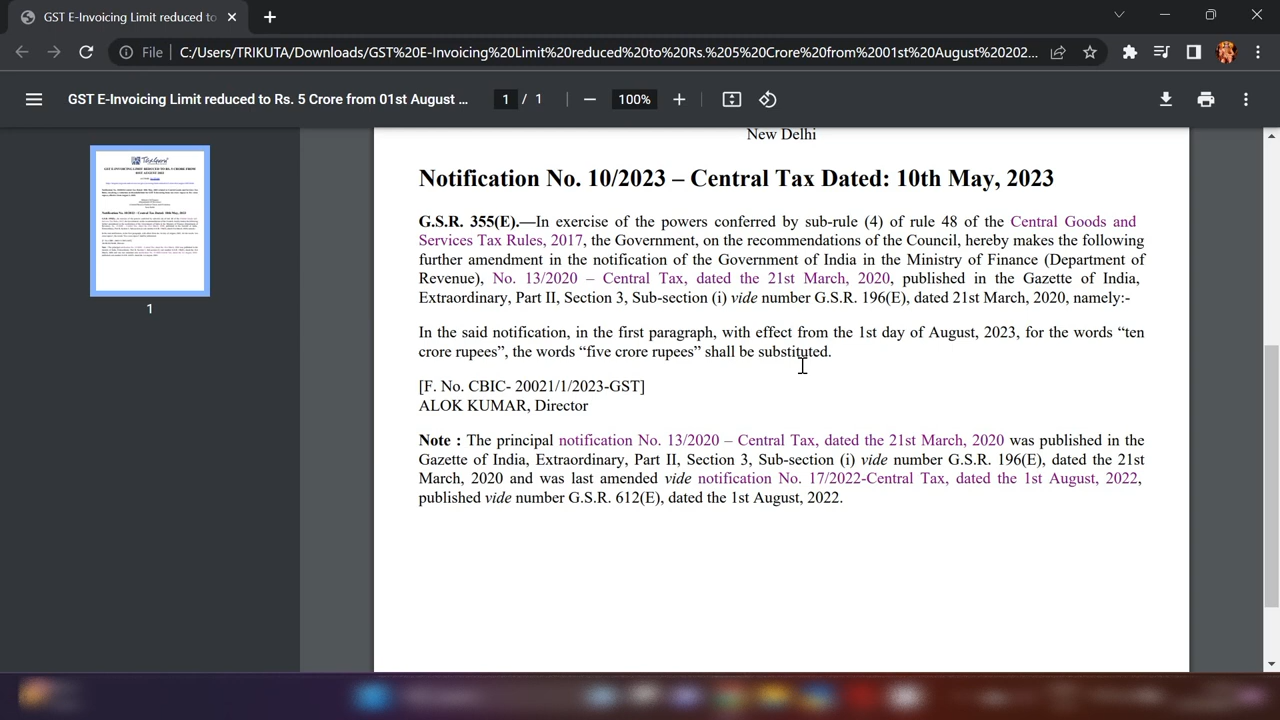 GST E-Invoicing Limit reduced to
File C:/Users/TRIKUTA/Downloads/GST%20E-Invoicing%20Limit%20reduced%20to%20Rs.%205%20Crore%20from%2001st%20August%20202...
GST E-Invoicing Limit reduced to Rs. 5 Crore from 01st August ...
1 / 1
100%
New Delhi
Notification No. 10/2023 – Central Tax Dated: 10th May, 2023
G.S.R. 355(E).—In exercise of the powers conferred by sub-rule (4) of rule 48 of the Central Goods and
Services Tax Rules, 2017, the Government, on the recommendations of the Council, hereby makes the following
further amendment in the notification of the Government of India in the Ministry of Finance (Department of
Revenue), No. 13/2020 – Central Tax, dated the 21st March, 2020, published in the Gazette of India,
Extraordinary, Part II, Section 3, Sub-section (i) vide number G.S.R. 196(E), dated 21st March, 2020, namely:-
In the said notification, in the first paragraph, with effect from the 1st day of August, 2023, for the words “ten
crore rupees”, the words “five crore rupees” shall be substituted.
[F. No. CBIC- 20021/1/2023-GST]
ALOK KUMAR, Director
Note : The principal notification No. 13/2020 – Central Tax, dated the 21st March, 2020 was published in the
Gazette of India, Extraordinary, Part II, Section 3, Sub-section (i) vide number G.S.R. 196(E), dated the 21st
March, 2020 and was last amended vide notification No. 17/2022-Central Tax, dated the 1st August, 2022,
published vide number G.S.R. 612(E), dated the 1st August, 2022.
1